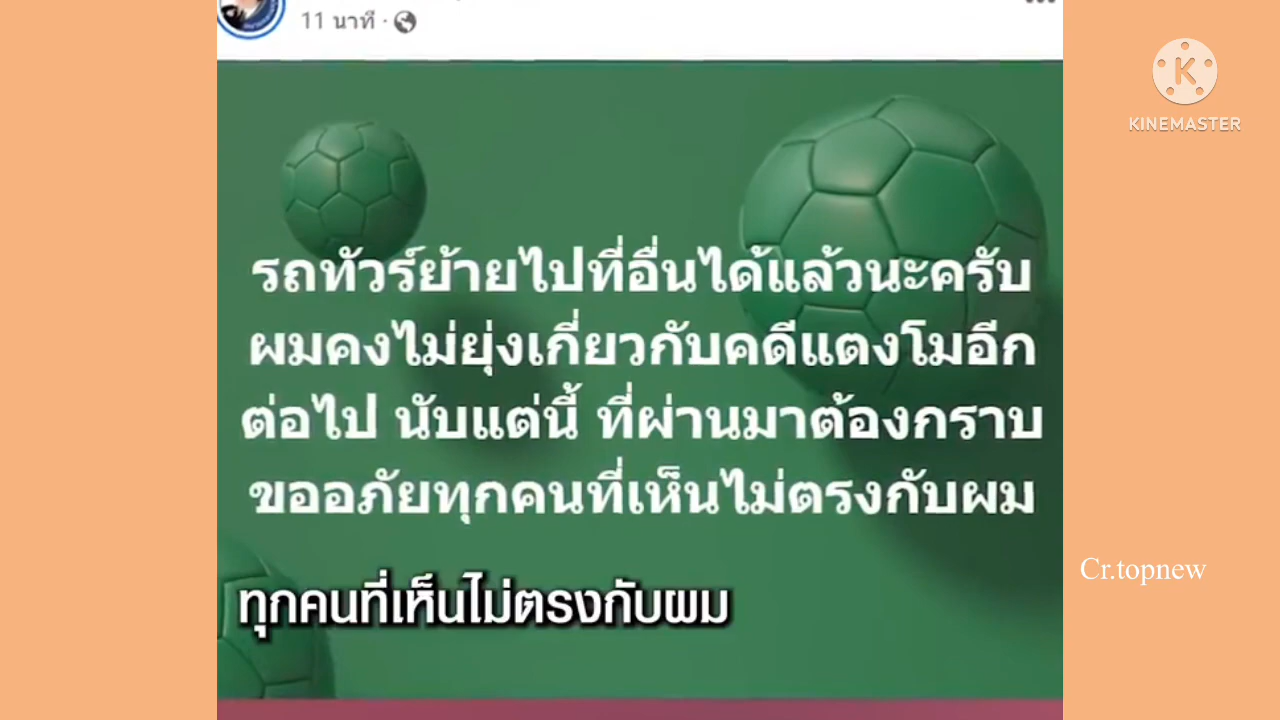 11 นาที ·
KINEMASTER
รถทัวร์ย้ายไปที่อื่นได้แล้วนะครับ
ผมคงไม่ยุ่งเกี่ยวกับคดีแตงโมอีก
ต่อไป นับแต่นี้ ที่ผ่านมาต้องกราบ
ขออภัยทุกคนที่เห็นไม่ตรงกับผม
Cr.topnew
ทุกคนที่เห็นไม่ตรงกับผม